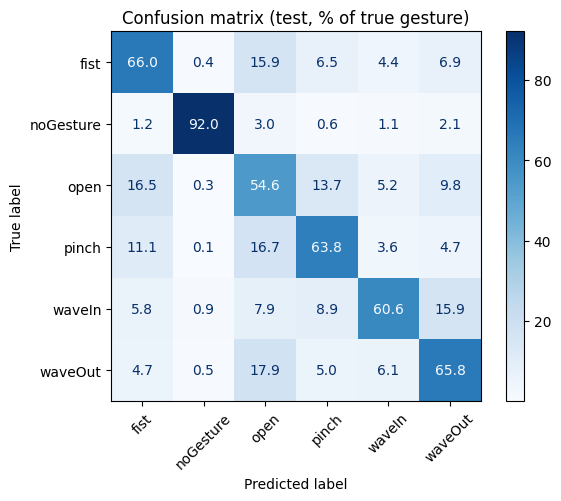 Confusion matrix (test, % of true gesture)
True label
fist 66.0 0.4 15.9 6.5 4.4 6.9
noGesture 1.2 92.0 3.0 0.6 1.1 2.1
open 16.5 0.3 54.6 13.7 5.2 9.8
pinch 11.1 0.1 16.7 63.8 3.6 4.7
waveIn 5.8 0.9 7.9 8.9 60.6 15.9
waveOut 4.7 0.5 17.9 5.0 6.1 65.8
fist noGesture open pinch waveIn waveOut
Predicted label
80
60
40
20